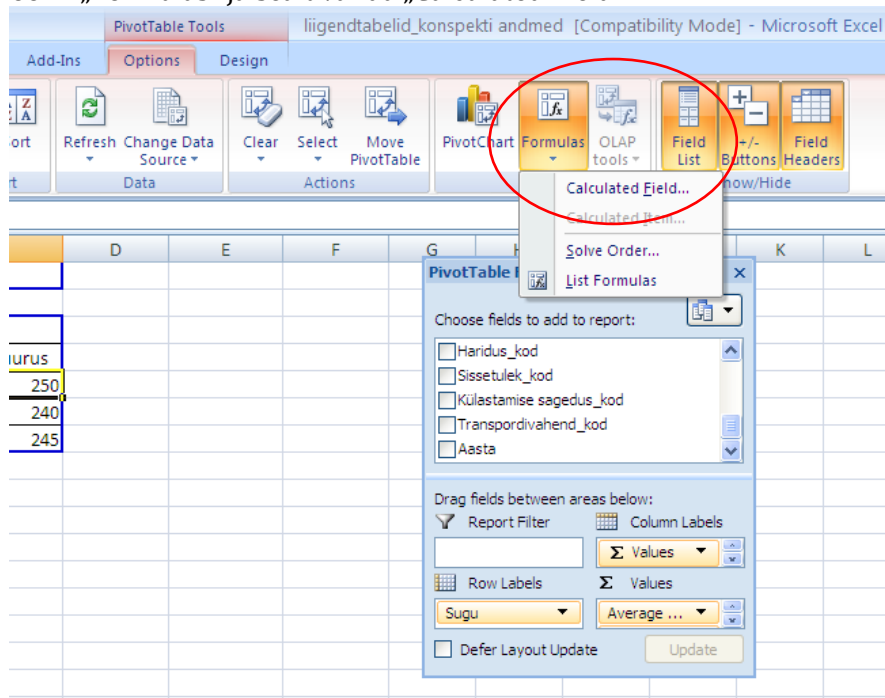 PivotTable Tools liigendtabelid_konspekti andmed [Compatibility Mode] - Microsoft Excel
Add-Ins Options Design
Refresh Change Data Source Clear Select Move PivotTable PivotChart Formulas OLAP tools Field List +/- Buttons Field Headers
Data Actions
Calculated Field...
Calculated Item...
Solve Order...
List Formulas
D E F G K L
250
240
245
Choose fields to add to report:
Haridus_kod
Sissetulek_kod
Külastamise sagedus_kod
Transpordivahend_kod
Aasta
Drag fields between areas below:
Report Filter Column Labels
Σ Values
Row Labels Σ Values
Sugu Average ...
Defer Layout Update Update